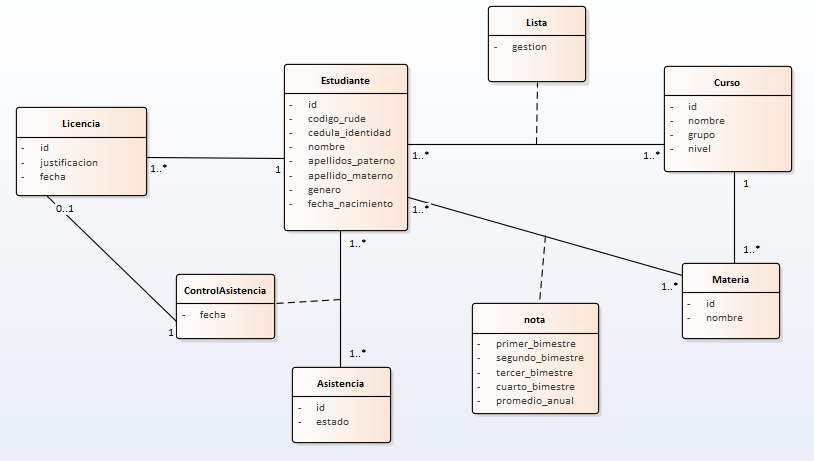 Lista
- gestion
Estudiante
- id
- codigo_rude
- cedula_identidad
- nombre
- apellidos_paterno
- apellido_materno
- genero
- fecha_nacimiento
Curso
- id
- nombre
- grupo
- nivel
Licencia
- id
- justificacion
- fecha
1..*
1
1..*
1..*
1
1..*
0..1
1..*
1..*
1
1..*
ControlAsistencia
- fecha
Materia
- id
- nombre
nota
- primer_bimestre
- segundo_bimestre
- tercer_bimestre
- cuarto_bimestre
- promedio_anual
Asistencia
- id
- estado